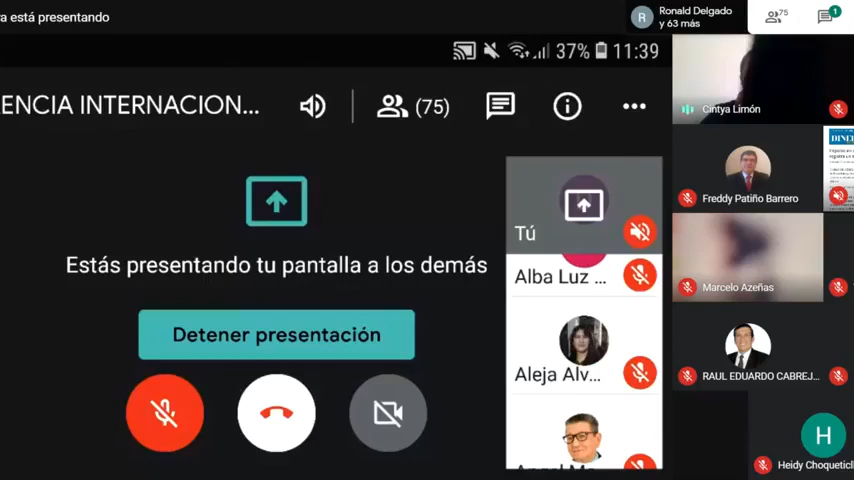 a está presentando
Ronald Delgado
y 63 más
75
1
37% 11:39
ENCIA INTERNACION...
(75)
Cintya Limón
Tú
Freddy Patiño Barrero
Estás presentando tu pantalla a los demás
Alba Luz ...
Marcelo Azeñas
Detener presentación
Aleja Alv...
RAUL EDUARDO CABREJ...
H
Heidy Choqueticll